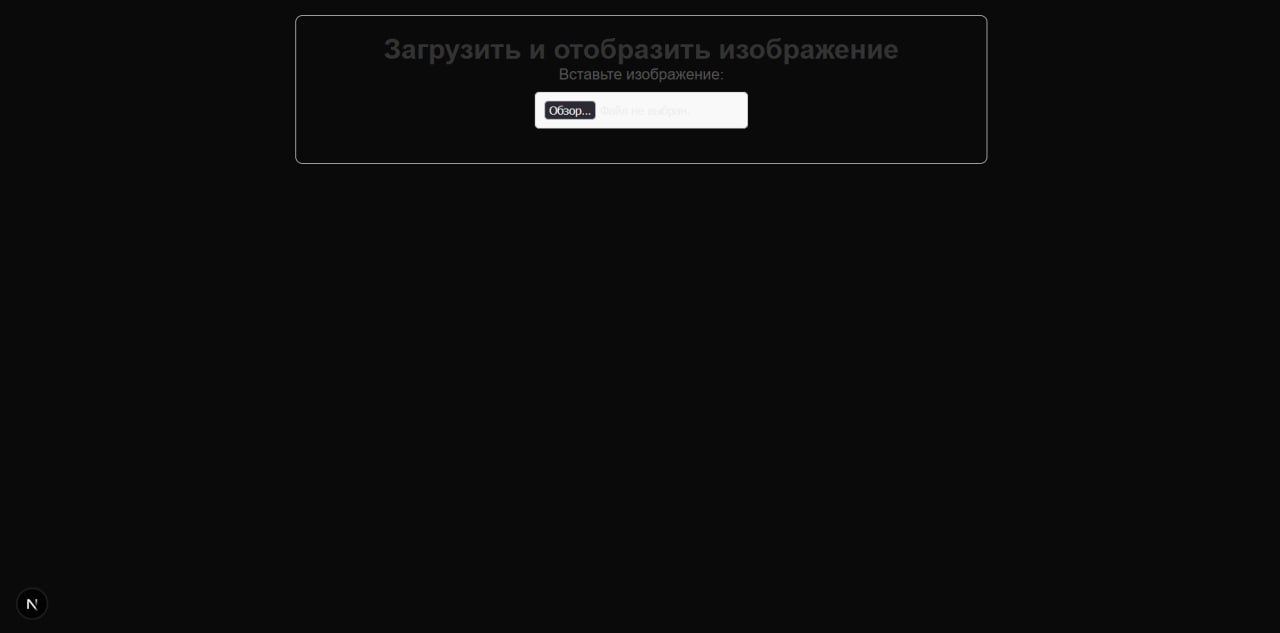 Загрузить и отобразить изображение
Вставьте изображение:
Обзор... Файл не выбран.
N